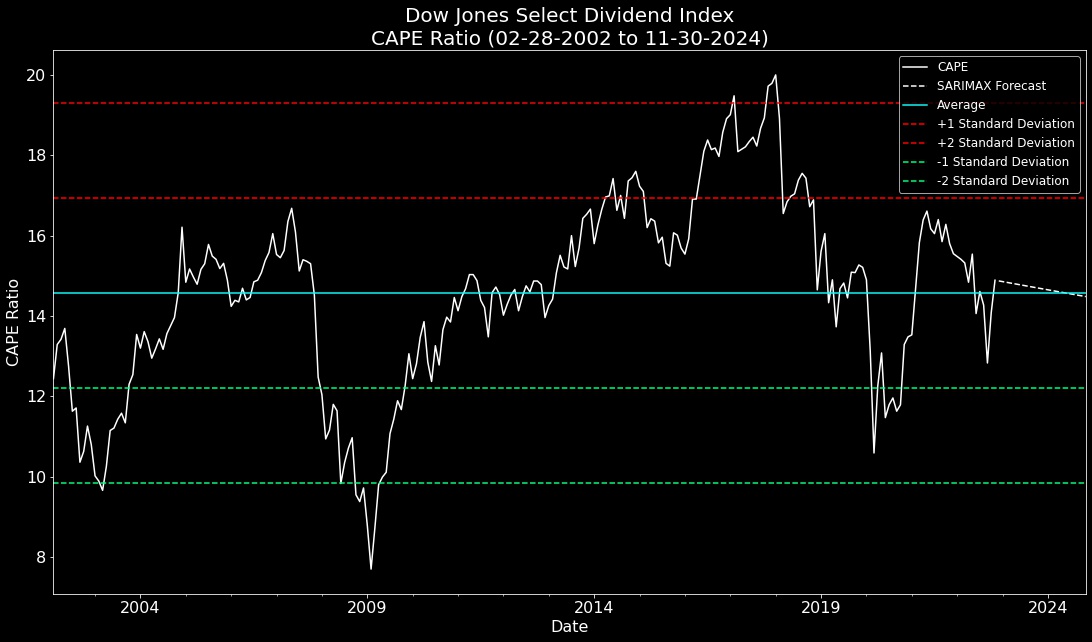 Dow Jones Select Dividend Index
CAPE Ratio (02-28-2002 to 11-30-2024)
CAPE
SARIMAX Forecast
Average
+1 Standard Deviation
+2 Standard Deviation
-1 Standard Deviation
-2 Standard Deviation
20
18
16
14
12
10
8
CAPE Ratio
2004
2009
2014
2019
2024
Date